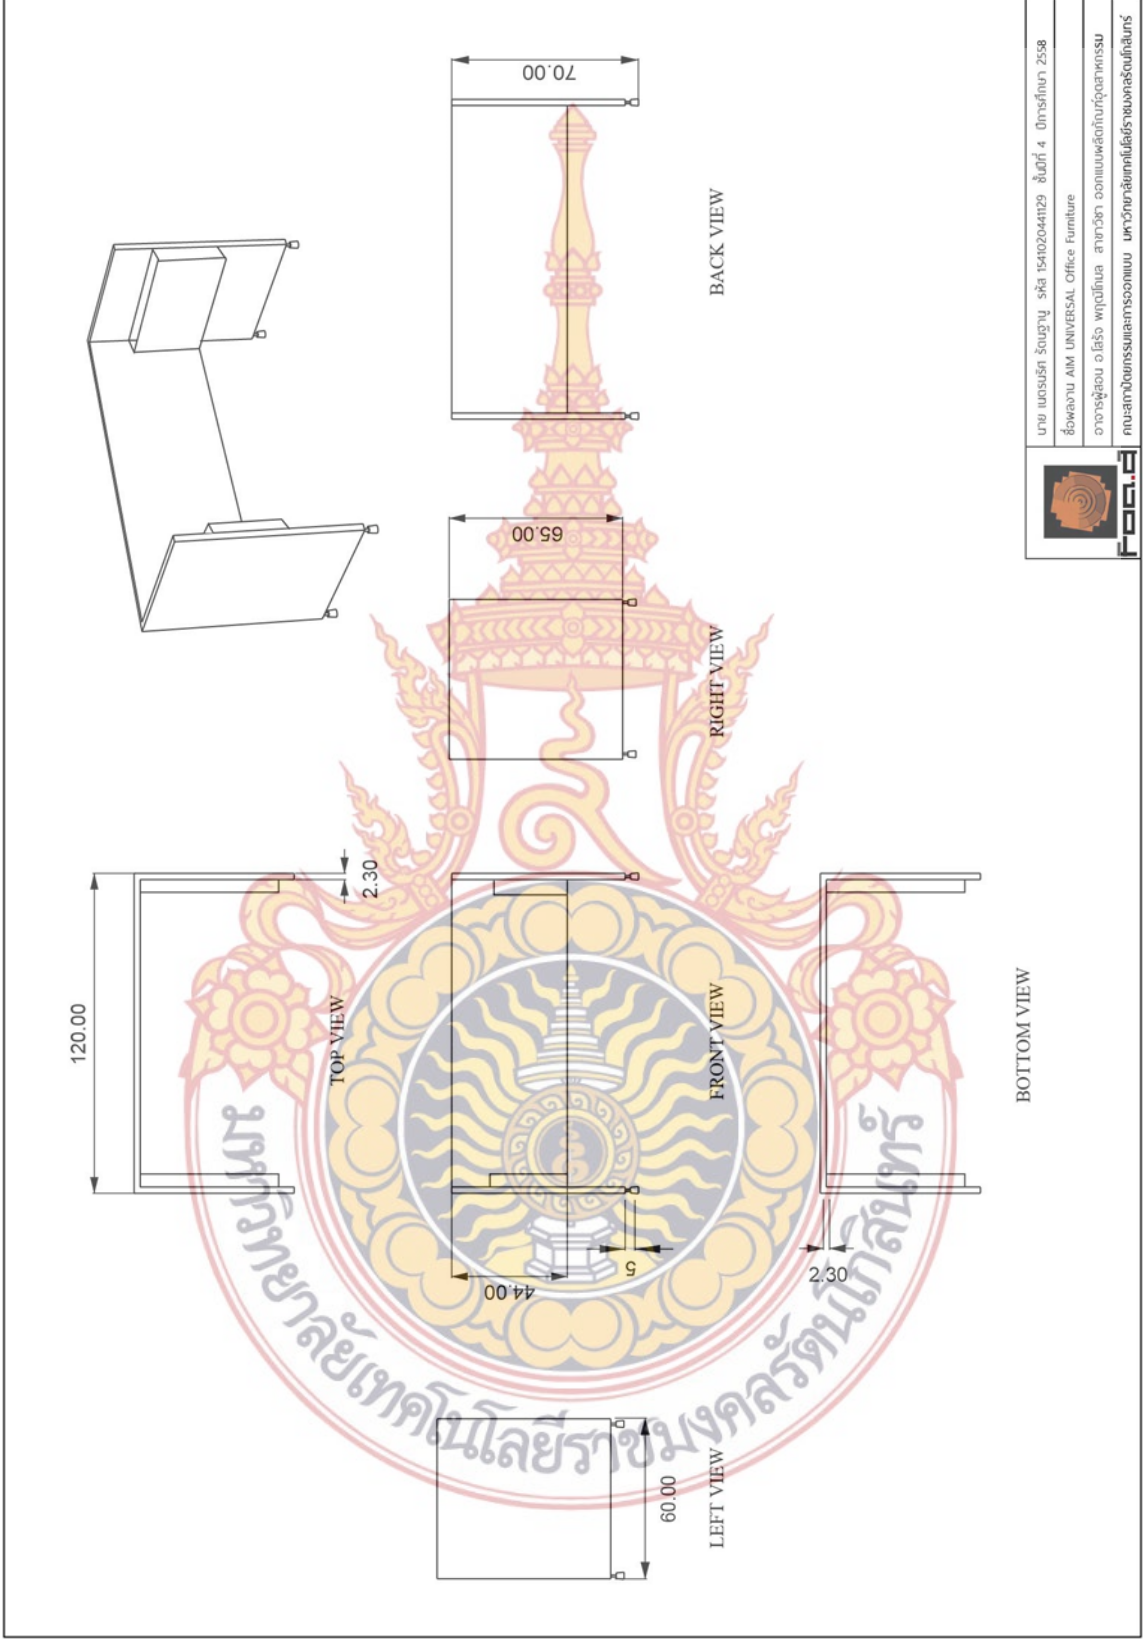 120.00
2.30
TOP VIEW
70.00
BACK VIEW
65.00
RIGHT VIEW
44.00
5
FRONT VIEW
60.00
LEFT VIEW
2.30
BOTTOM VIEW
มหาวิทยาลัยเทคโนโลยีราชมงคลรัตนโกสินทร์
นาย เนตรนริศ รัตนฐานู รหัส 1541020441129 ชั้นปีที่ 4 ปีการศึกษา 2558
ชื่อผลงาน AIM UNIVERSAL Office Furniture
อาจารผู้สอน อ.โสริจ พฤฒิโกมล สาขาวิชา ออกแบบผลิตภัณฑ์อุตสาหกรรม
คณะสถาปัตยกรรมและการออกแบบ มหาวิทยาลัยเทคโนโลยีราชมงคลรัตนโกสินทร์